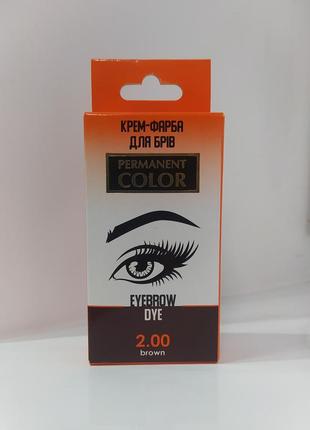 КРЕМ-ФАРБА
ДЛЯ БРІВ
PERMANENT
COLOR
EYEBROW
DYE
2.00
brown